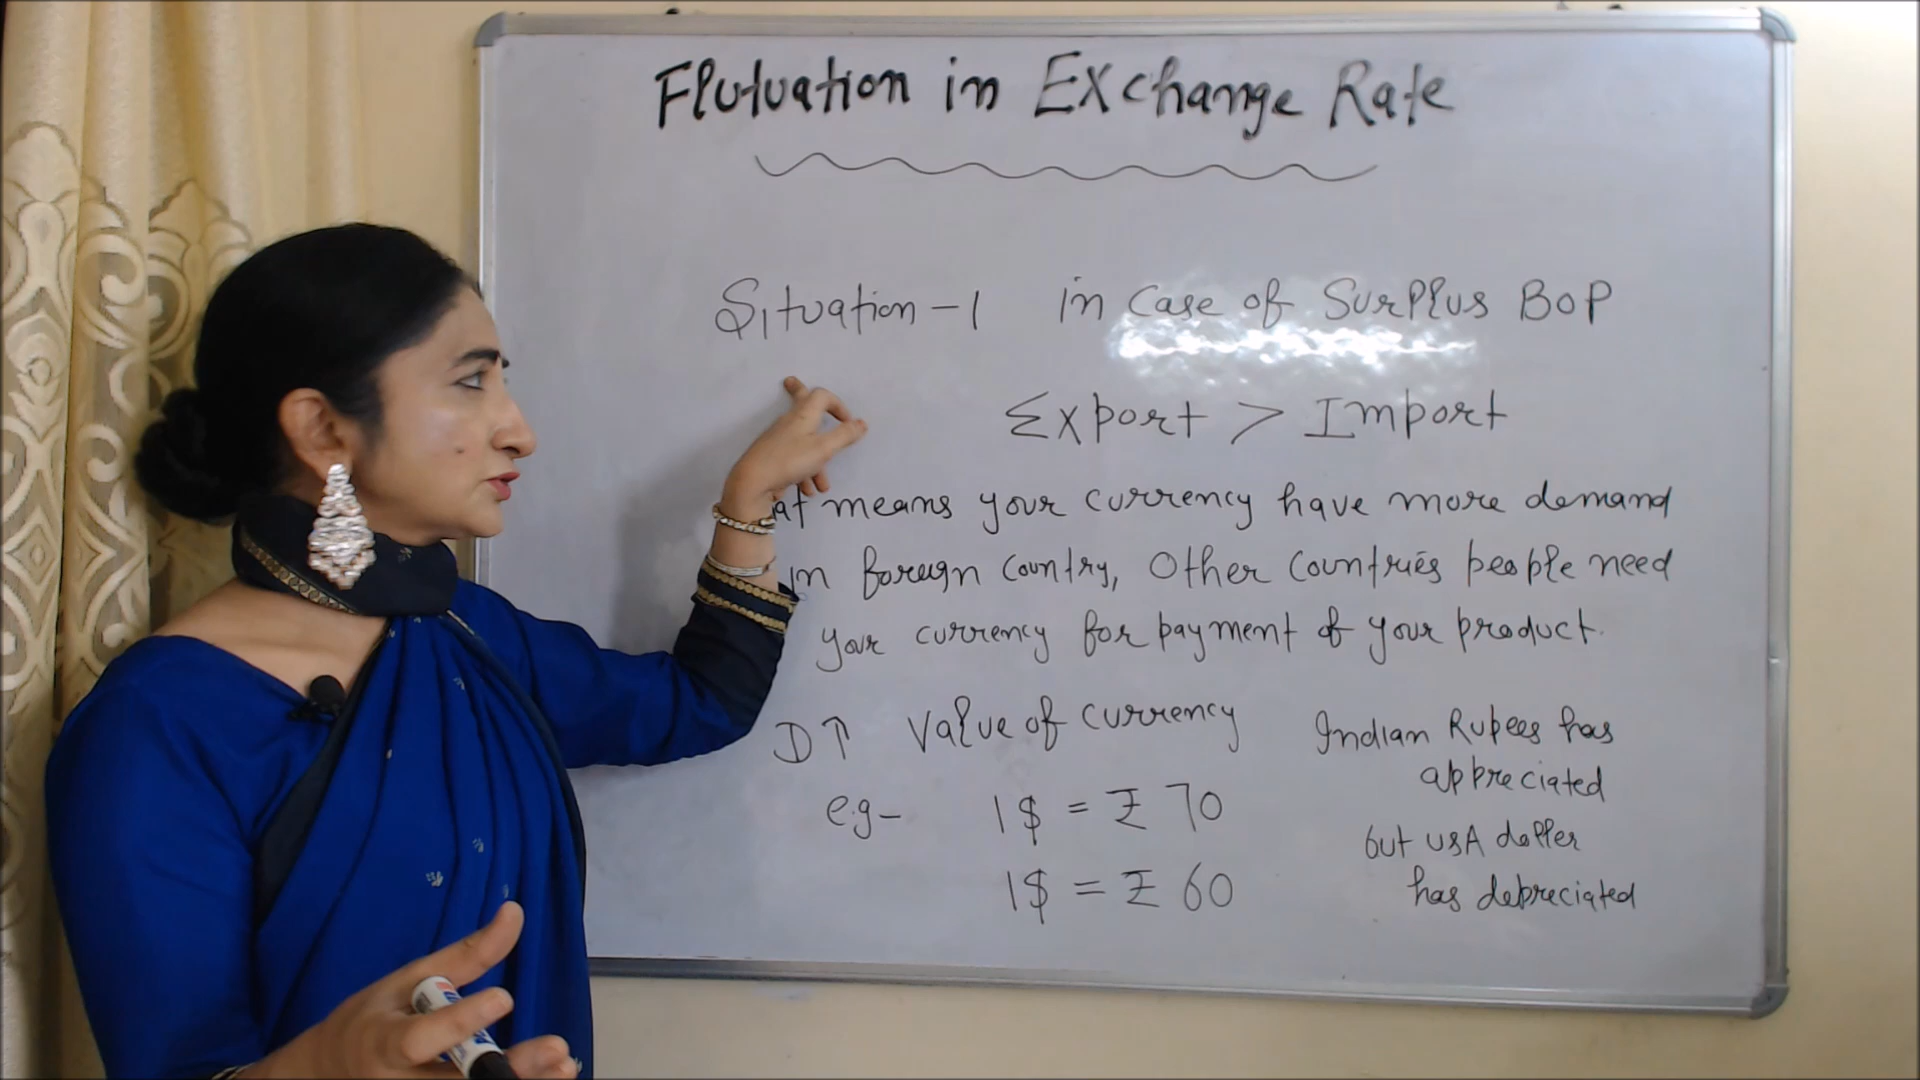 Flutuation in Exchange Rate
Situation-1 in case of Surplus BOP
Export > Import
means your currency have more demand
in foreign country, Other Countries people need
your currency for payment of your product.
D↑ Value of currency
e.g- 1$ = ₹ 70
1$ = ₹ 60
Indian Rupees has
appreciated
but USA doller
has depreciated